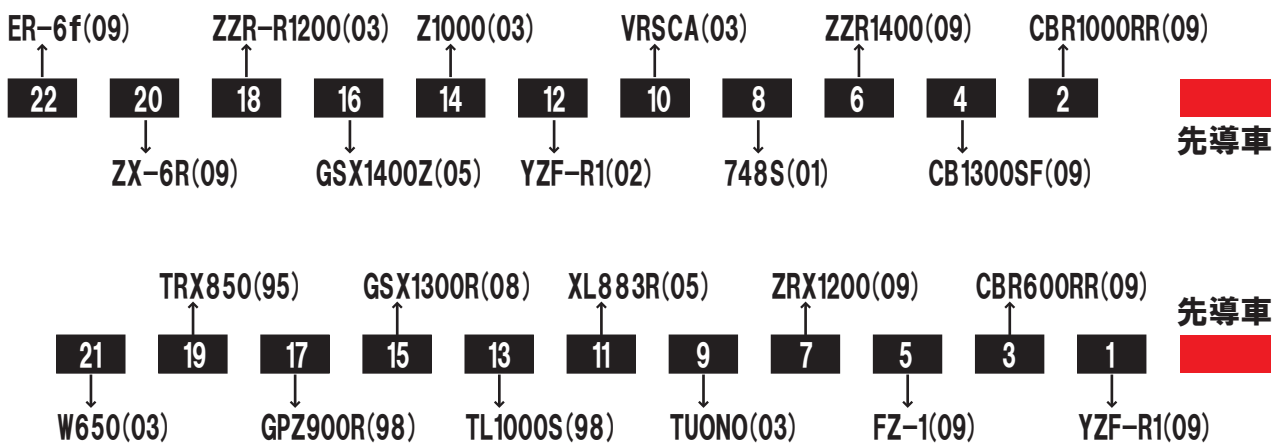 ER-6f(09) ZZR-R1200(03) Z1000(03) VRSCA(03) ZZR1400(09) CBR1000RR(09)
22 20 18 16 14 12 10 8 6 4 2
先導車
ZX-6R(09) GSX1400Z(05) YZF-R1(02) 748S(01) CB1300SF(09)
TRX850(95) GSX1300R(08) XL883R(05) ZRX1200(09) CBR600RR(09)
先導車
21 19 17 15 13 11 9 7 5 3 1
W650(03) GPZ900R(98) TL1000S(98) TUONO(03) FZ-1(09) YZF-R1(09)